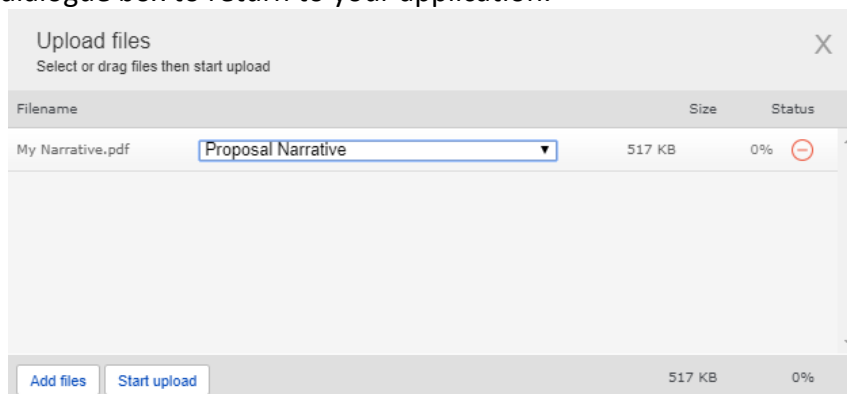 dialogue box to return to your application.
Upload files
X
Select or drag files then start upload
Filename Size Status
My Narrative.pdf Proposal Narrative 517 KB 0%
Add files Start upload 517 KB 0%